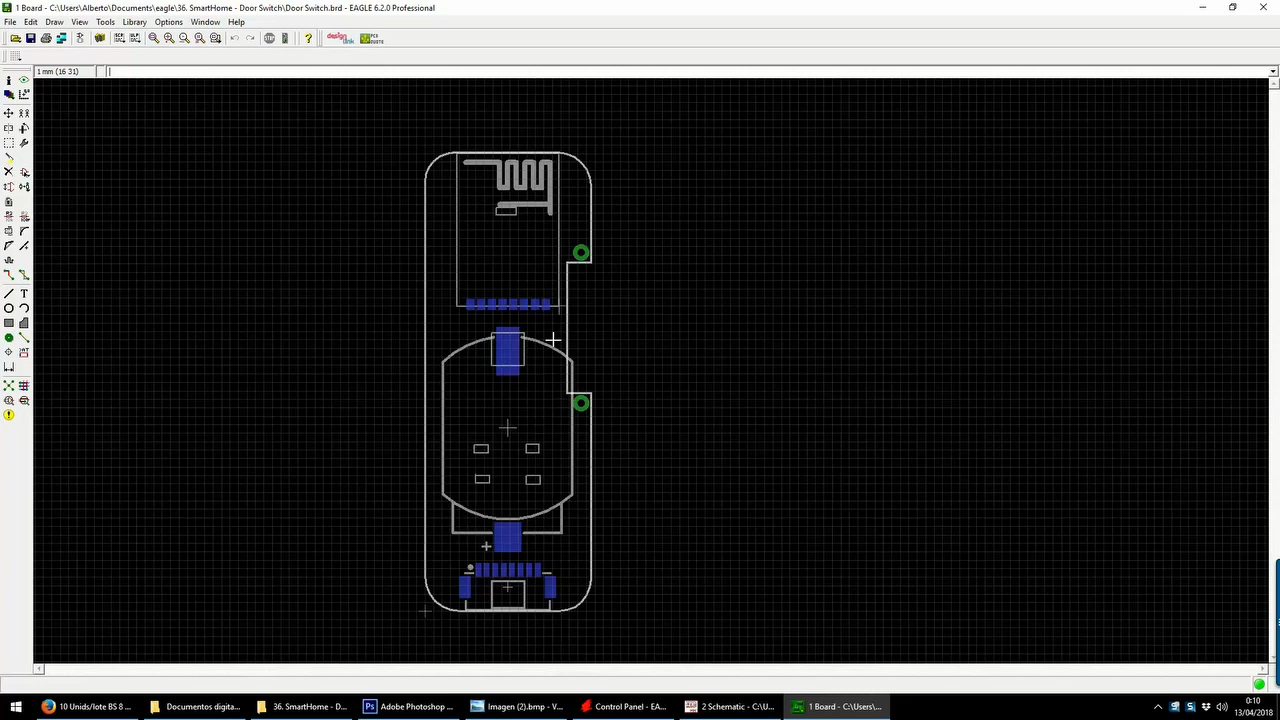 1 Board - C:\Users\Alberto\Documents\eagle\36. SmartHome - Door Switch\Door Switch.brd - EAGLE 6.2.0 Professional
File Edit Draw View Tools Library Options Window Help
design link
1 mm (16 31)
10 Unids/lote BS 8 ...
Documentos digita...
36. SmartHome - D...
Adobe Photoshop ...
Imagen (2).bmp - V...
Control Panel - EA...
2 Schematic - C:\U...
1 Board - C:\Users\...
0:10
13/04/2018